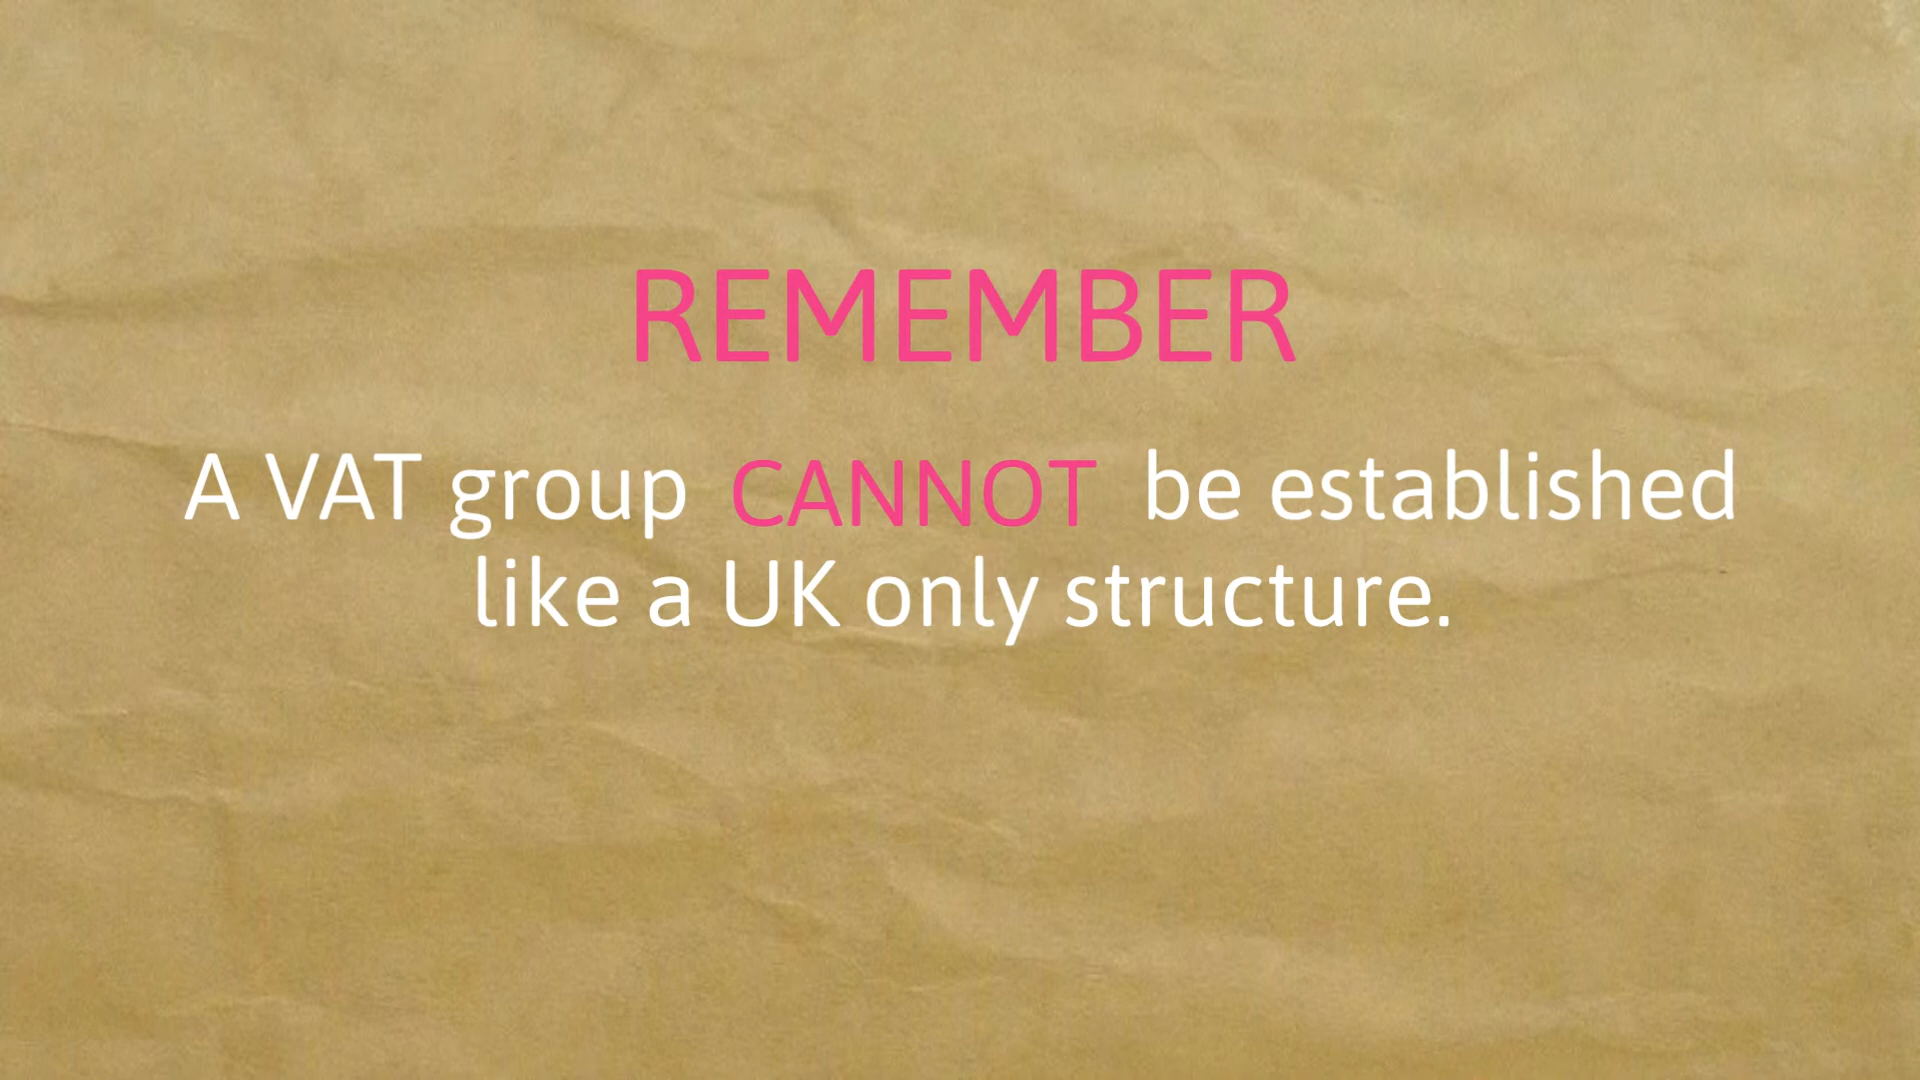 REMEMBER
A VAT group CANNOT be established
like a UK only structure.